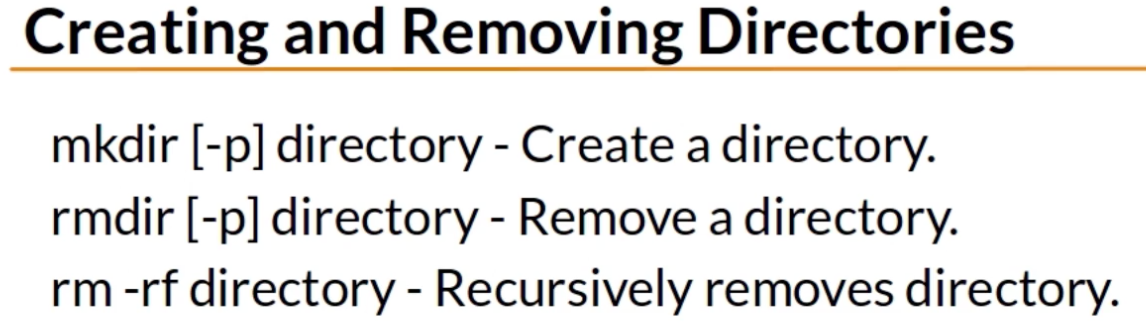 Creating and Removing Directories
mkdir [-p] directory - Create a directory.
rmdir [-p] directory - Remove a directory.
rm -rf directory - Recursively removes directory.